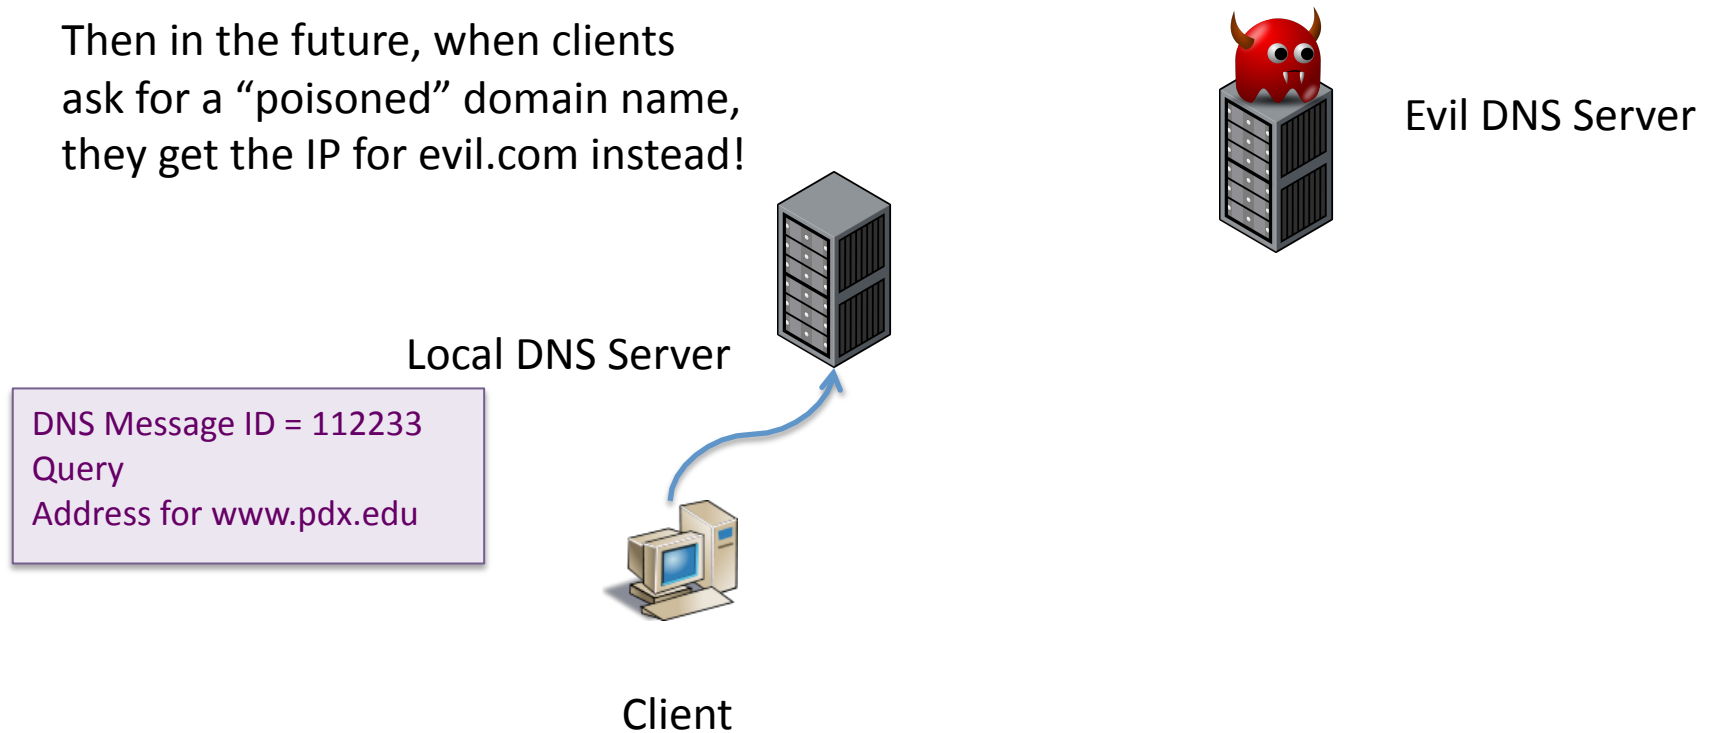 Then in the future, when clients
ask for a “poisoned” domain name,
they get the IP for evil.com instead!
Evil DNS Server
Local DNS Server
DNS Message ID = 112233
Query
Address for www.pdx.edu
Client